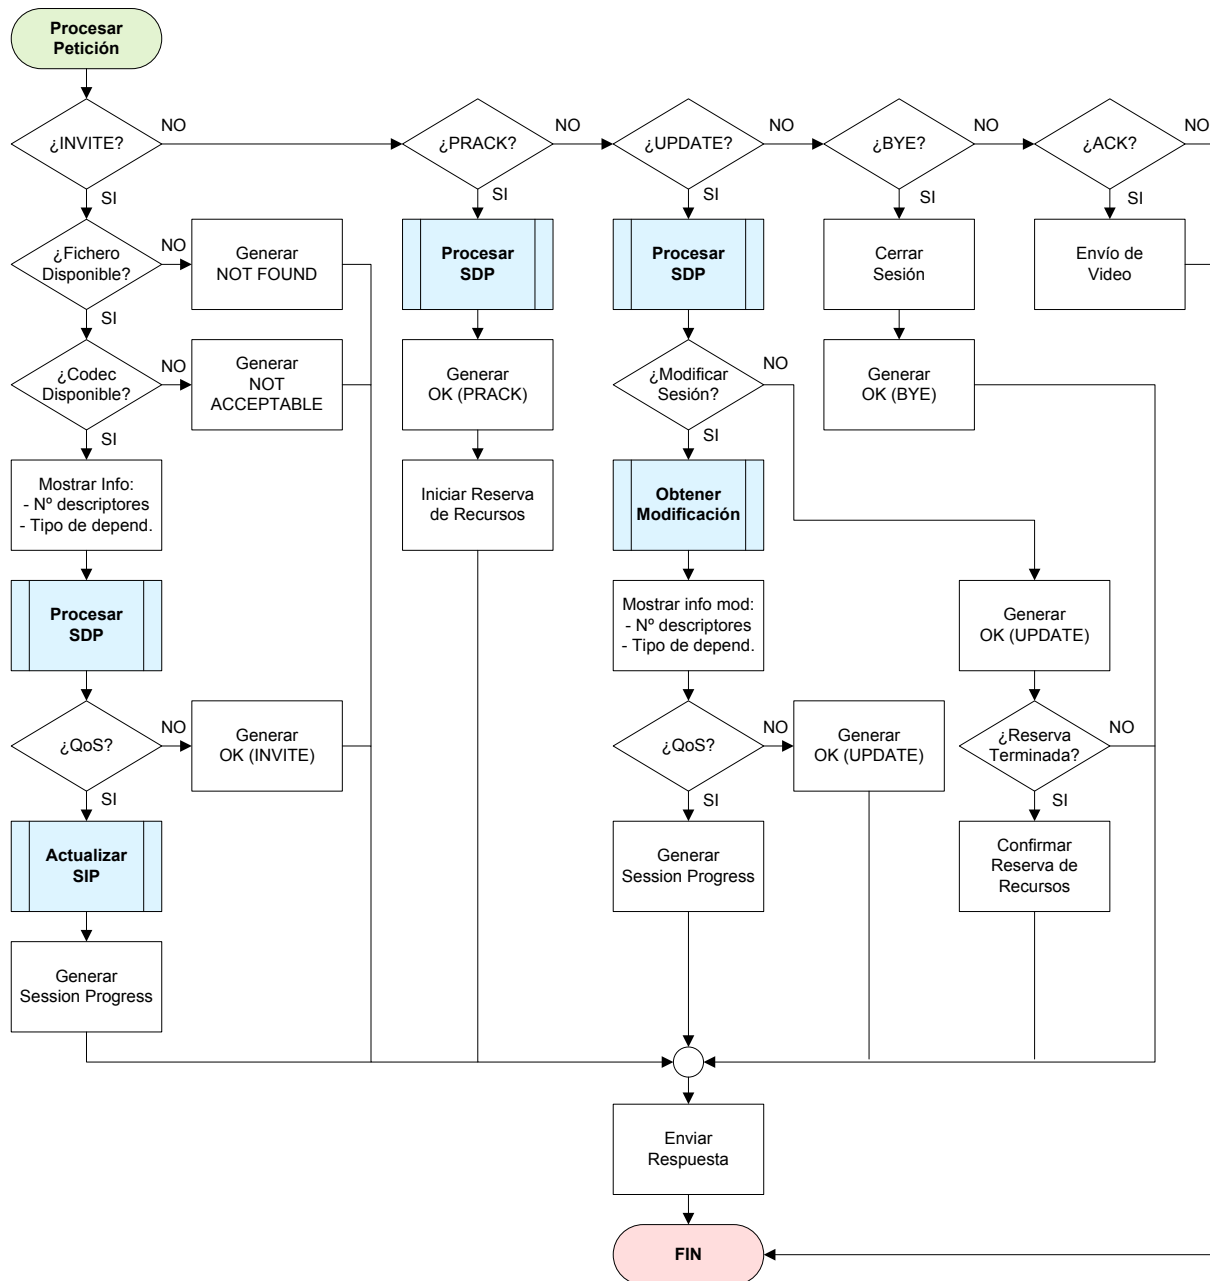 Procesar
Petición
¿INVITE?
NO
¿PRACK?
NO
¿UPDATE?
NO
¿BYE?
NO
¿ACK?
NO
SI
SI
SI
SI
SI
¿Fichero
Disponible?
NO
Generar
NOT FOUND
Procesar
SDP
Procesar
SDP
Cerrar
Sesión
Envío de
Video
SI
¿Codec
Disponible?
NO
Generar
NOT
ACCEPTABLE
Generar
OK (PRACK)
¿Modificar
Sesión?
NO
Generar
OK (BYE)
SI
SI
Mostrar Info:
- Nº descriptores
- Tipo de depend.
Iniciar Reserva
de Recursos
Obtener
Modificación
Procesar
SDP
Mostrar info mod:
- Nº descriptores
- Tipo de depend.
Generar
OK (UPDATE)
¿QoS?
NO
Generar
OK (INVITE)
¿QoS?
NO
Generar
OK (UPDATE)
¿Reserva
Terminada?
NO
SI
SI
SI
Actualizar
SIP
Generar
Session Progress
Confirmar
Reserva de
Recursos
Generar
Session Progress
Enviar
Respuesta
FIN